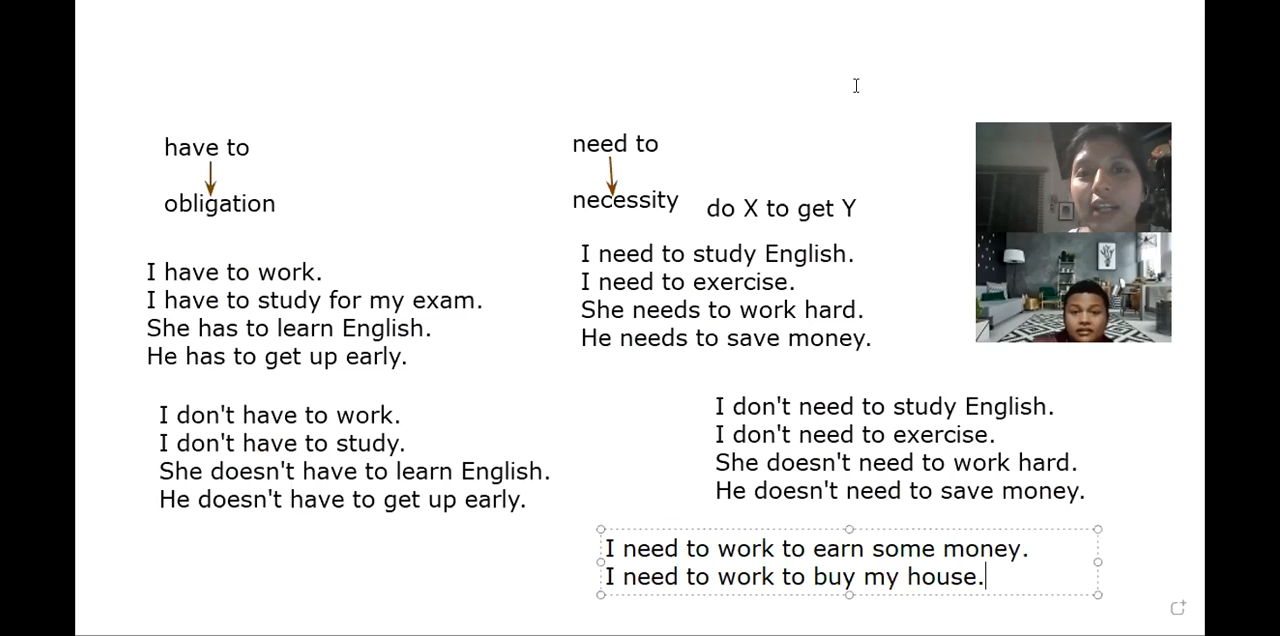 have to
obligation
I have to work.
I have to study for my exam.
She has to learn English.
He has to get up early.
I don't have to work.
I don't have to study.
She doesn't have to learn English.
He doesn't have to get up early.
need to
necessity
do X to get Y
I need to study English.
I need to exercise.
She needs to work hard.
He needs to save money.
I don't need to study English.
I don't need to exercise.
She doesn't need to work hard.
He doesn't need to save money.
I need to work to earn some money.
I need to work to buy my house.